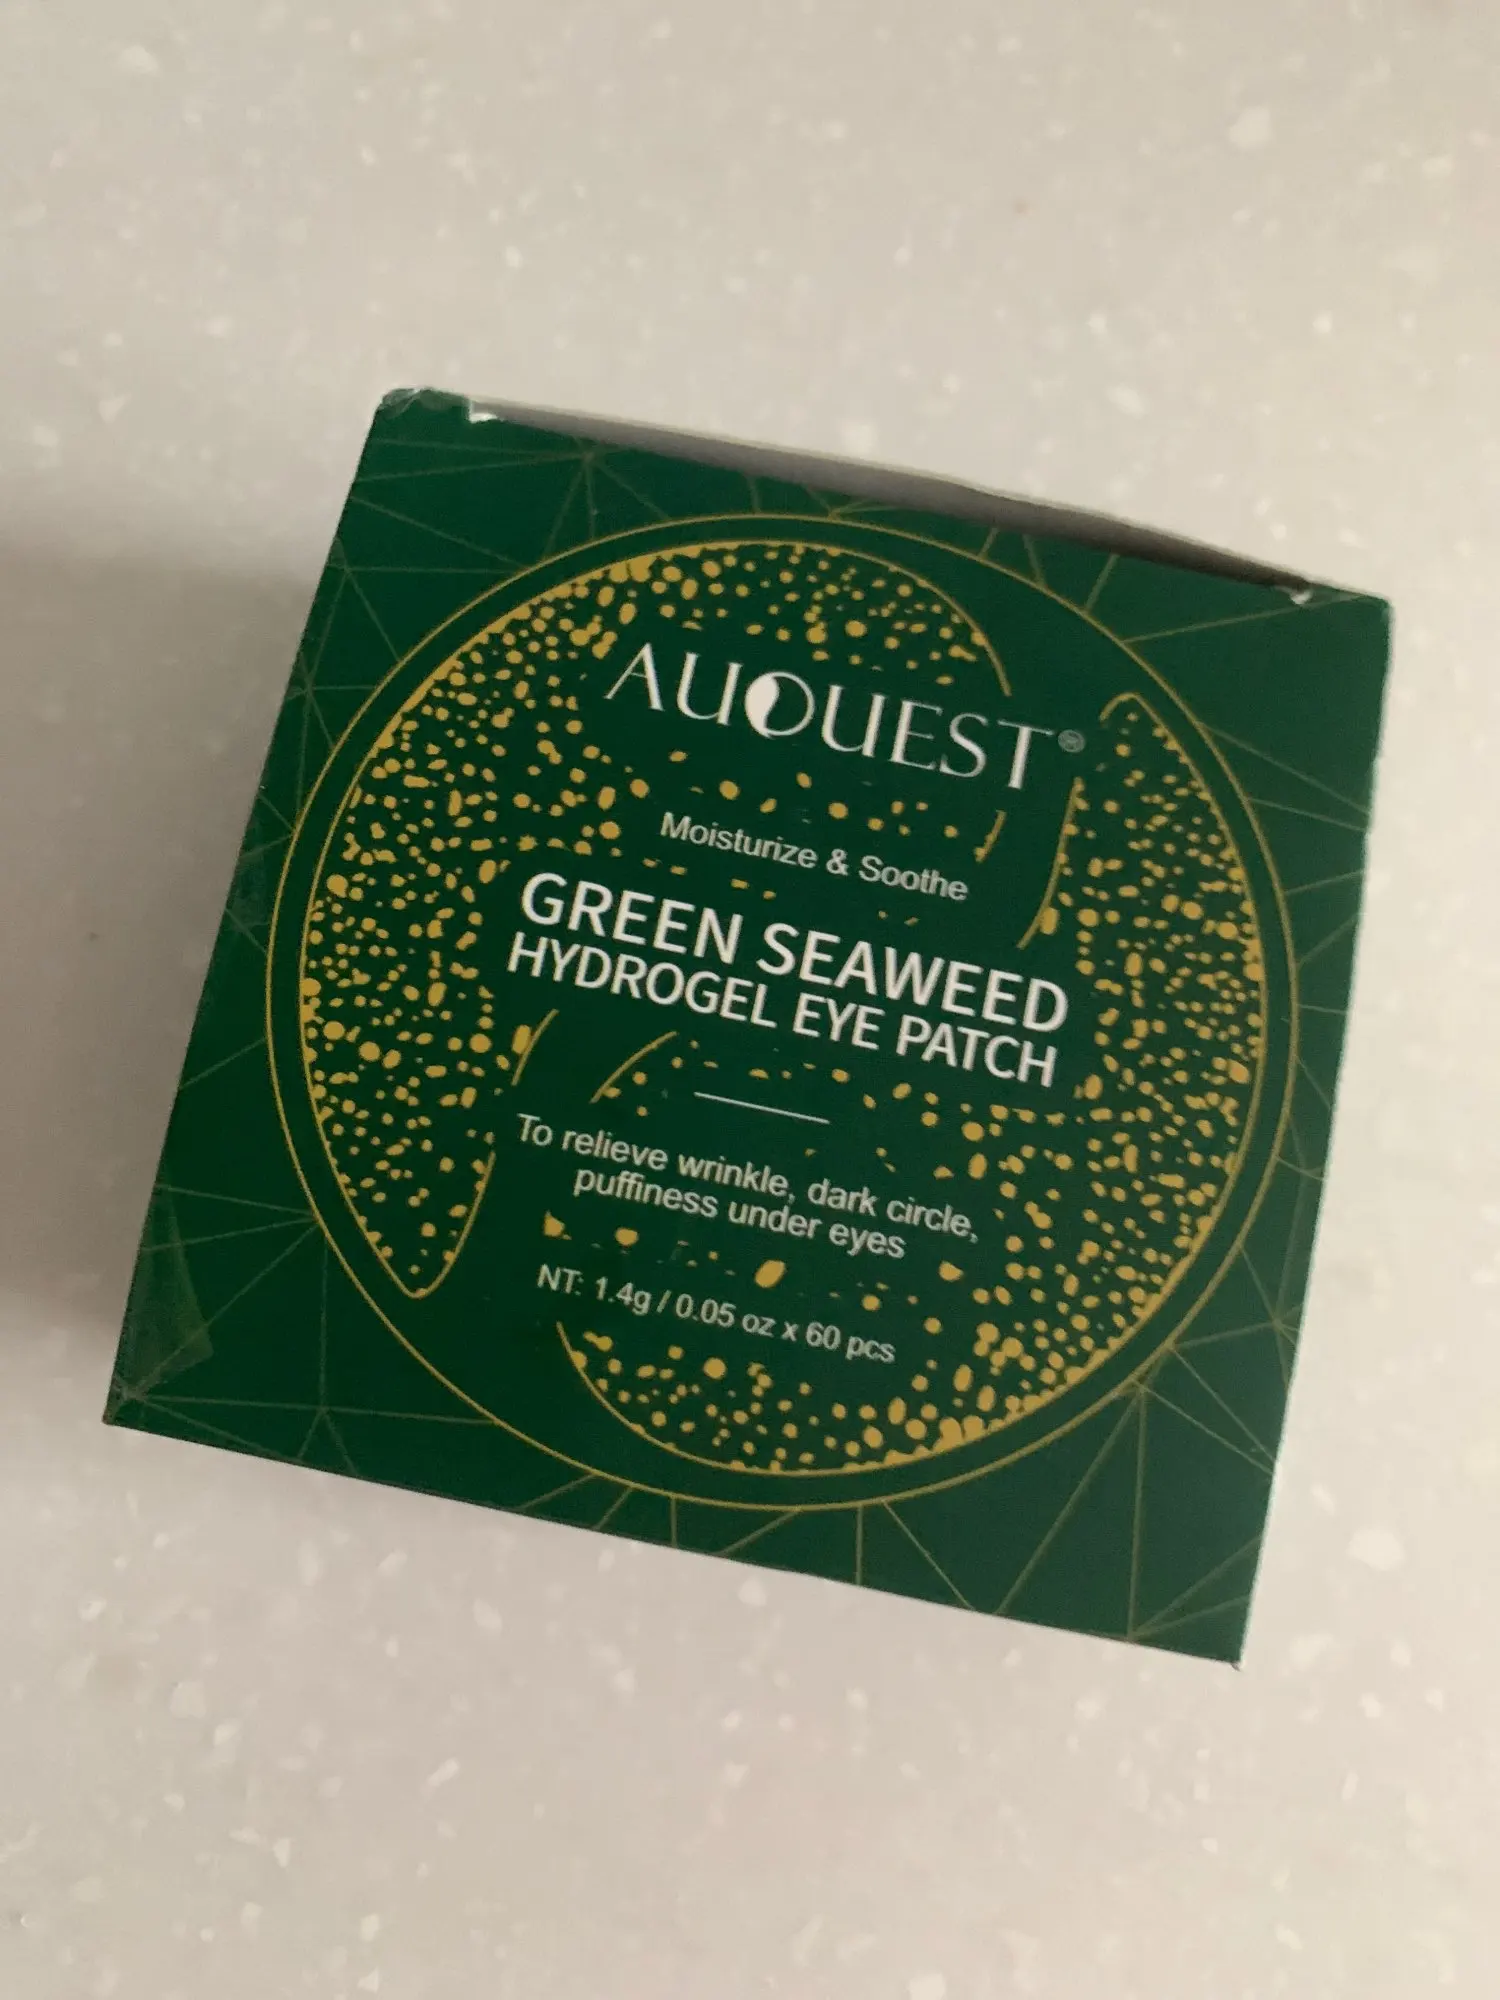 AUQUEST®
Moisturize & Soothe
GREEN SEAWEED
HYDROGEL EYE PATCH
To relieve wrinkle, dark circle,
puffiness under eyes
NT: 1.4g / 0.05 oz x 60 pcs